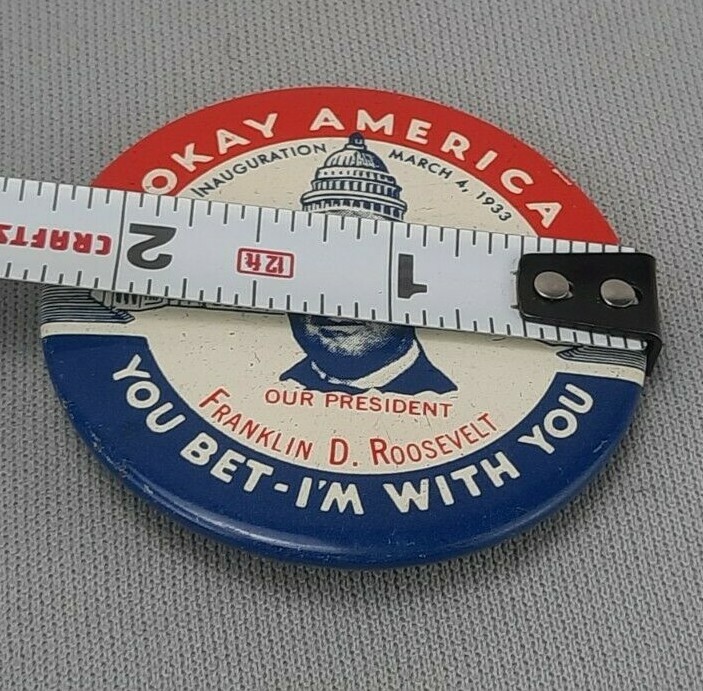 OKAY AMERICA
INAUGURATION MARCH 4, 1933
CRAFTS
2
12ft
1
OUR PRESIDENT
FRANKLIN D. ROOSEVELT
YOU BET-I'M WITH YOU